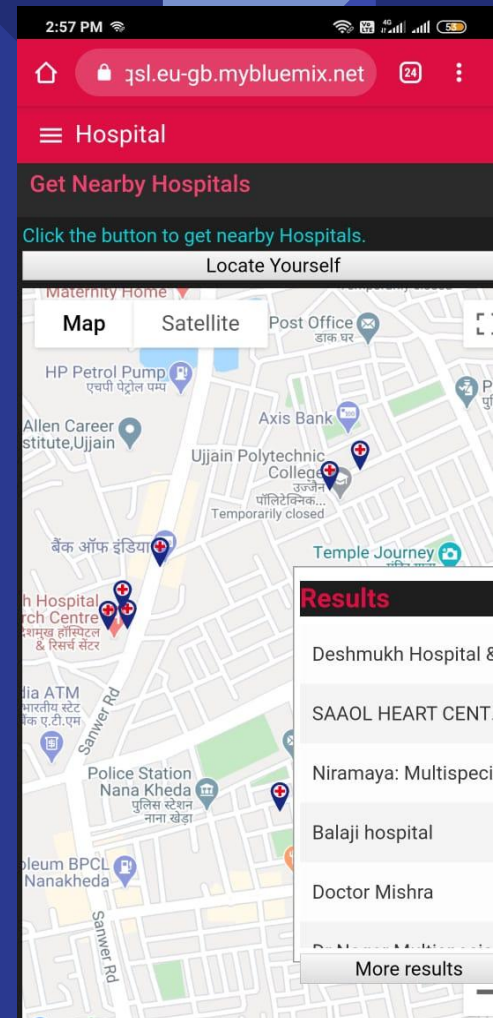 2:57 PM
4G
53
qsl.eu-gb.mybluemix.net
24
Hospital
Get Nearby Hospitals
Click the button to get nearby Hospitals.
Locate Yourself
Maternity Home
Map
Satellite
Post Office
डाक घर
HP Petrol Pump
एचपी पेट्रोल पम्प
Allen Career
stitute,Ujjain
Axis Bank
Ujjain Polytechnic
College
उज्जैन
पॉलिटेक्निक...
Temporarily closed
बैंक ऑफ इंडिया
Temple Journey
h Hospital
rch Centre
देशमुख हॉस्पिटल
& रिसर्च सेंटर
Results
Deshmukh Hospital &
SAAOL HEART CENT
Niramaya: Multispeci
Balaji hospital
Doctor Mishra
More results
dia ATM
भारतीय स्टेट
बैंक ए.टी.एम
Sanwer Rd
Police Station
Nana Kheda
पुलिस स्टेशन
नाना खेड़ा
oleum BPCL
Nanakheda
Sanwer Rd